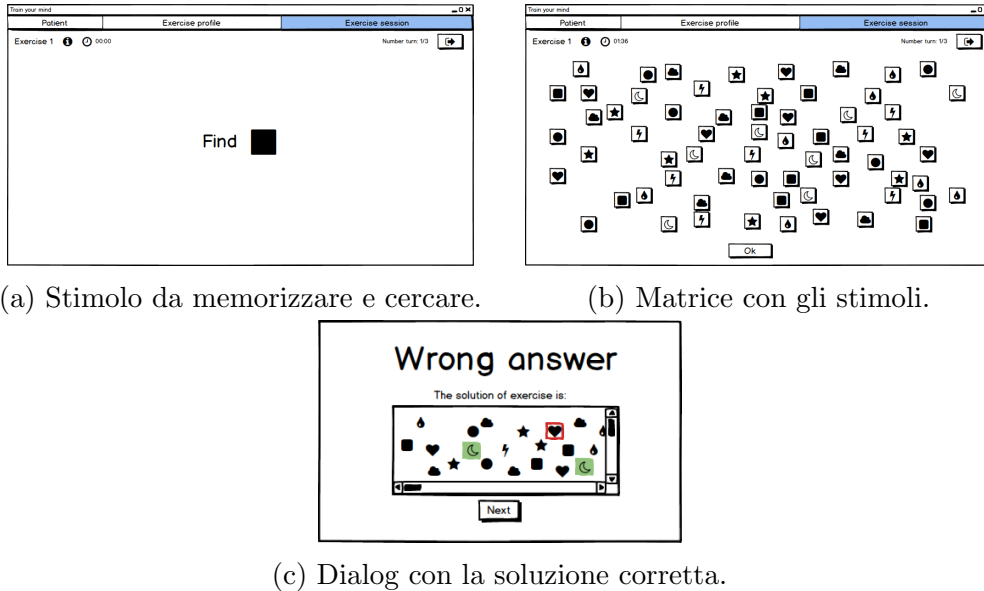 Train your mind
Patient Exercise profile Exercise session
Exercise 1 00:00 Number turn: 1/3
Find
(a) Stimolo da memorizzare e cercare.
Train your mind
Patient Exercise profile Exercise session
Exercise 1 01:36 Number turn: 1/3
Ok
(b) Matrice con gli stimoli.
Wrong answer
The solution of exercise is:
Next
(c) Dialog con la soluzione corretta.